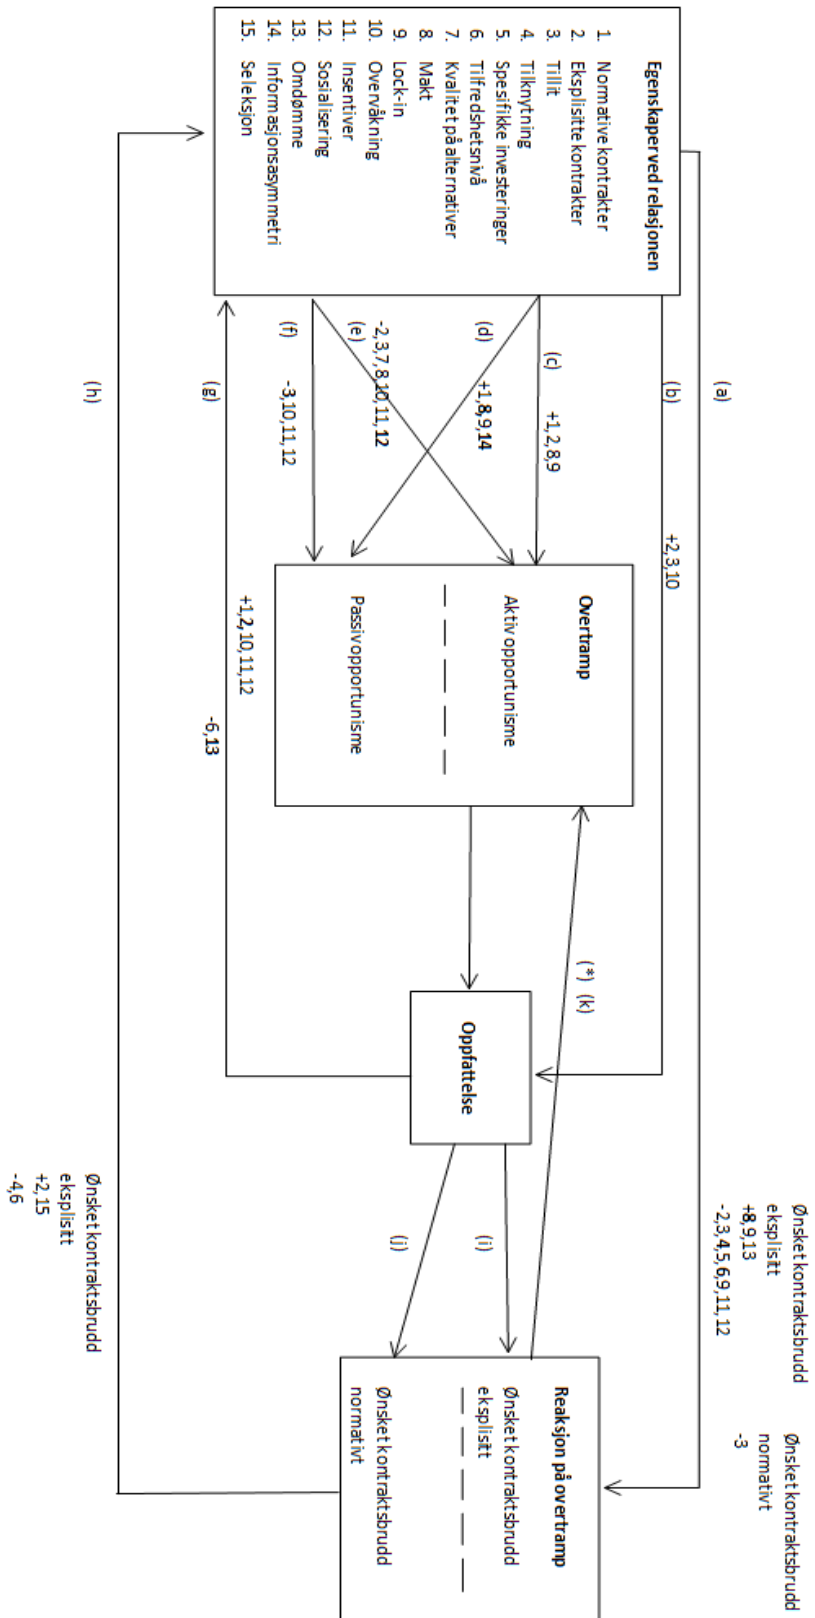 Egenskaper ved relasjonen
1. Normative kontrakter
2. Eksplisitte kontrakter
3. Tillit
4. Tilknytning
5. Spesifikke investeringer
6. Tilfredshetsnivå
7. Kvalitet på alternativer
8. Makt
9. Lock-in
10. Overvåkning
11. Insentiver
12. Sosialisering
13. Omdømme
14. Informasjonsasymmetri
15. Seleksjon
(a)
(b)
+2,3,10
(c)
+1,2,8,9
(d)
+1,8,9,14
-2,3,7,8,10,11,12
(e)
(f)
-3,10,11,12
(g)
+1,2,10,11,12
-6,13
(h)
Overtramp
Aktiv opportunisme
Passiv opportunisme
(*) (k)
Oppfattelse
(i)
(j)
Ønsket kontraktsbrudd
eksplisitt
+8,9,13
-2,3,4,5,6,9,11,12
Ønsket kontraktsbrudd
normativt
-3
Reaksjon på overtramp
Ønsket kontraktsbrudd
eksplisitt
Ønsket kontraktsbrudd
normativt
Ønsket kontraktsbrudd
eksplisitt
+2,15
-4,6